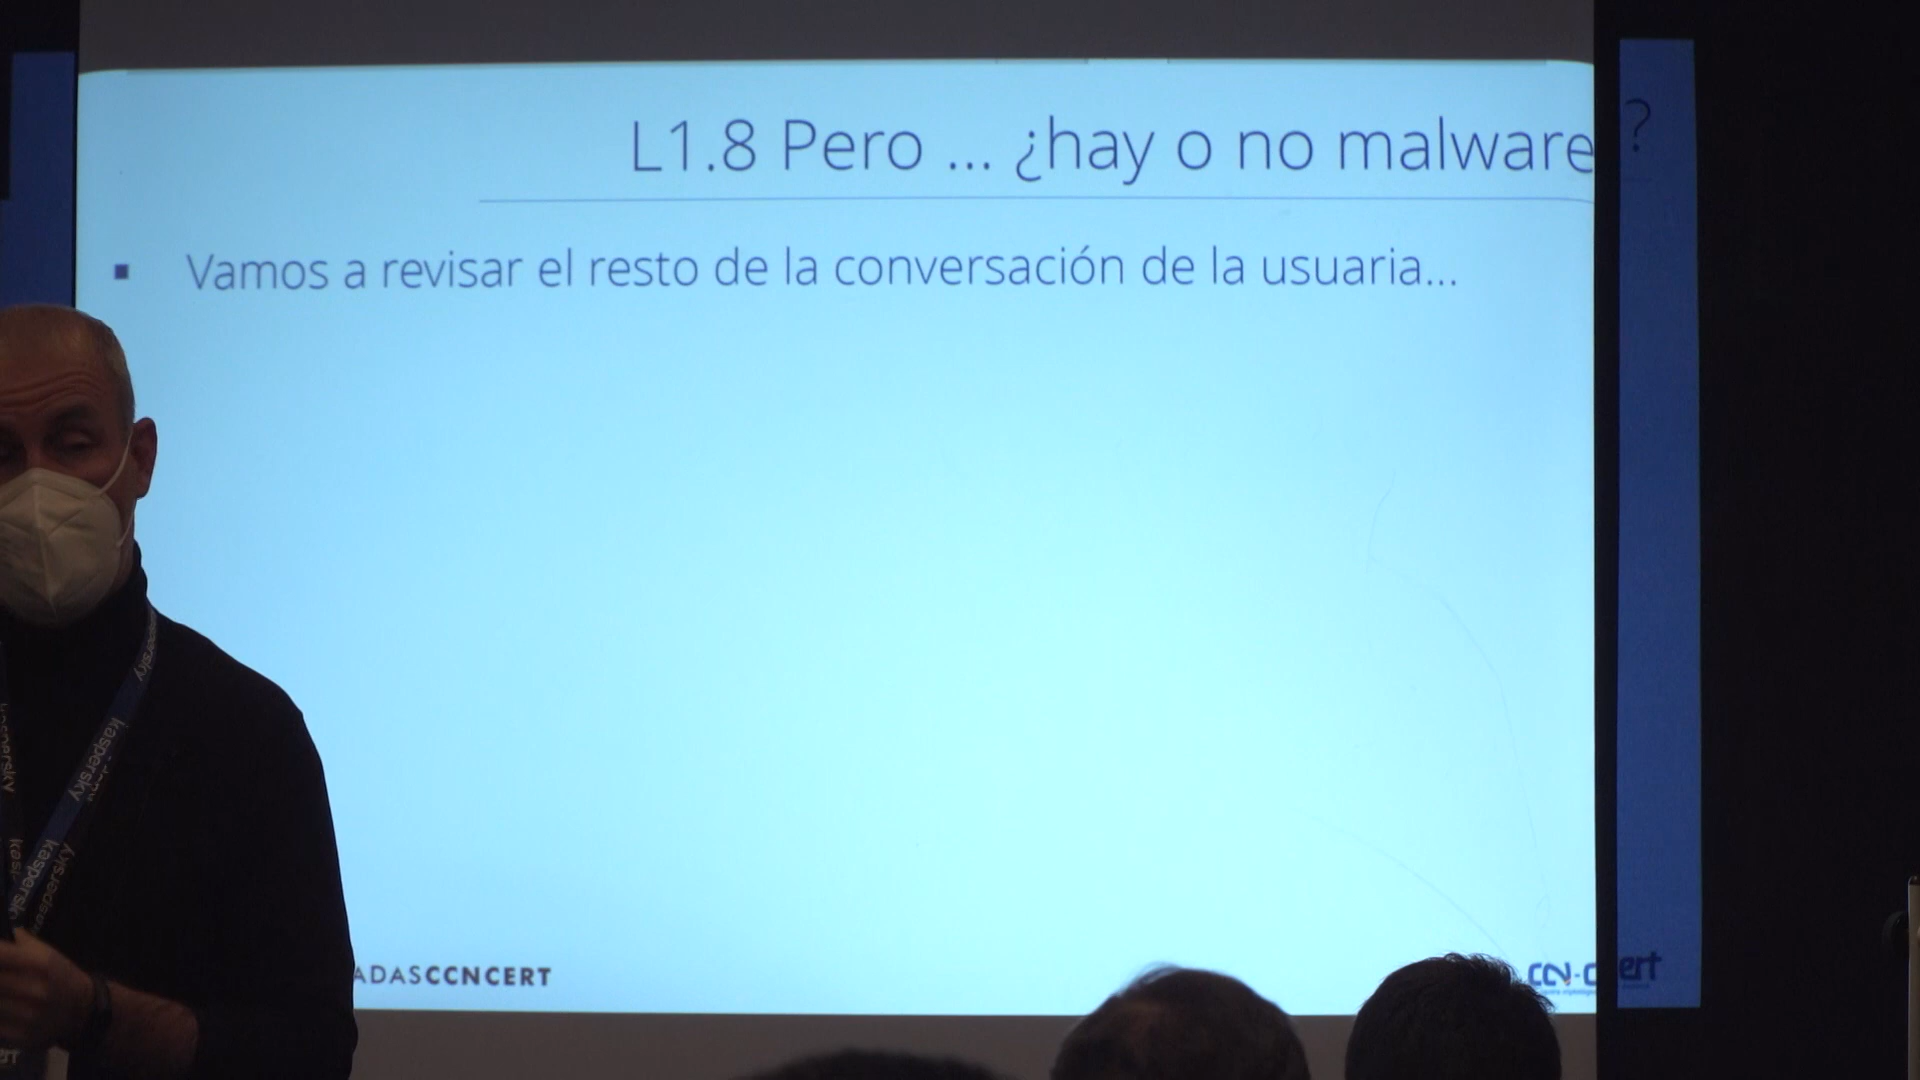 L1.8 Pero ... ¿hay o no malware ?
▪ Vamos a revisar el resto de la conversación de la usuaria...
ADASCCNCERT
kaspersky
kaspersky
kaspersky